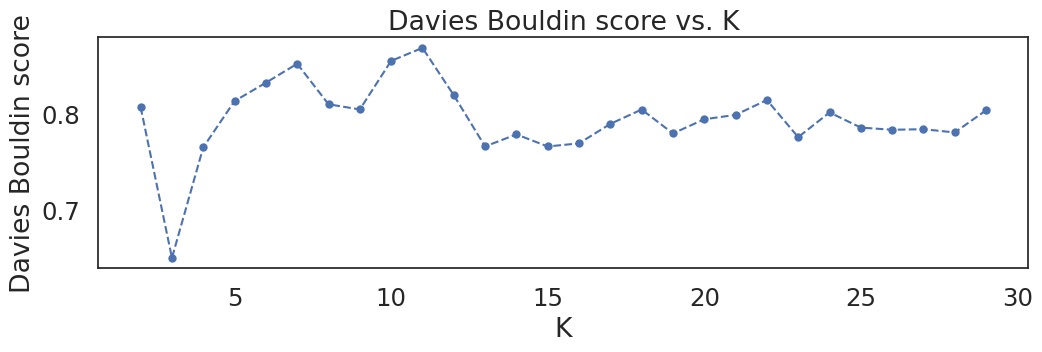 Davies Bouldin score vs. K
Davies Bouldin score
0.8
0.7
5 10 15 20 25 30
K